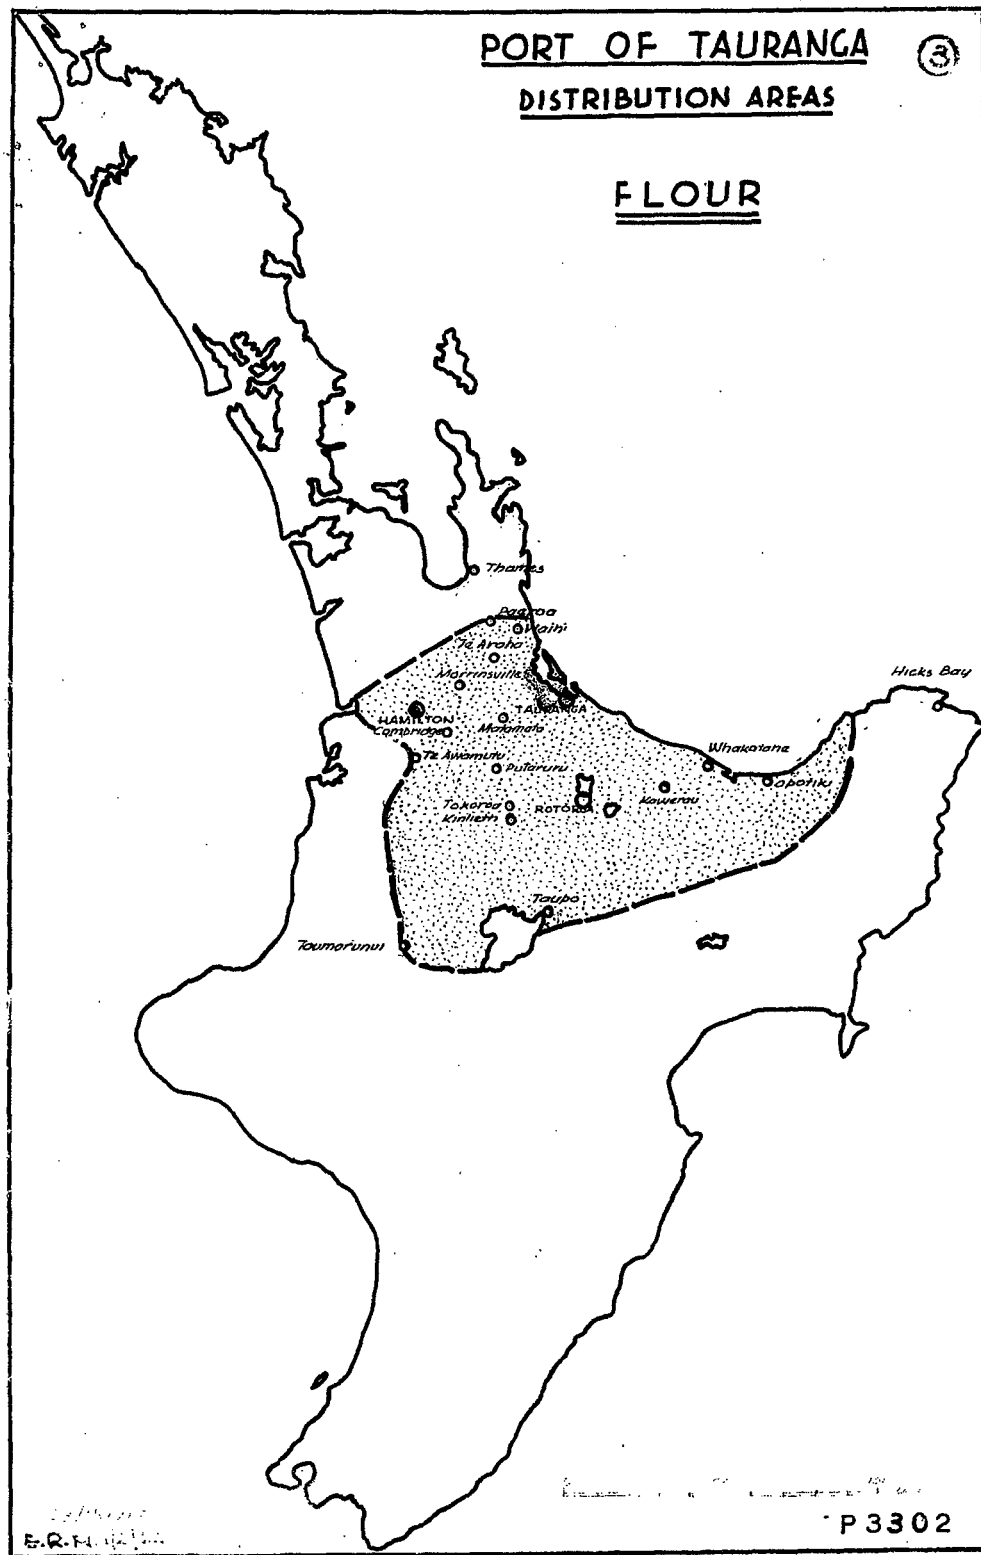 PORT OF TAURANGA
3
DISTRIBUTION AREAS
FLOUR
Thames
Paeroa
Waihi
Te Aroha
Hicks Bay
Morrinsville
TAURANGA
HAMILTON
Matamata
Cambridge
Whakatane
Te Awamutu
Putaruru
Opotiki
Kawerau
Tokoroa
ROTORUA
Kinlieth
Taupo
Taumarunui
E.R.N.
P3302